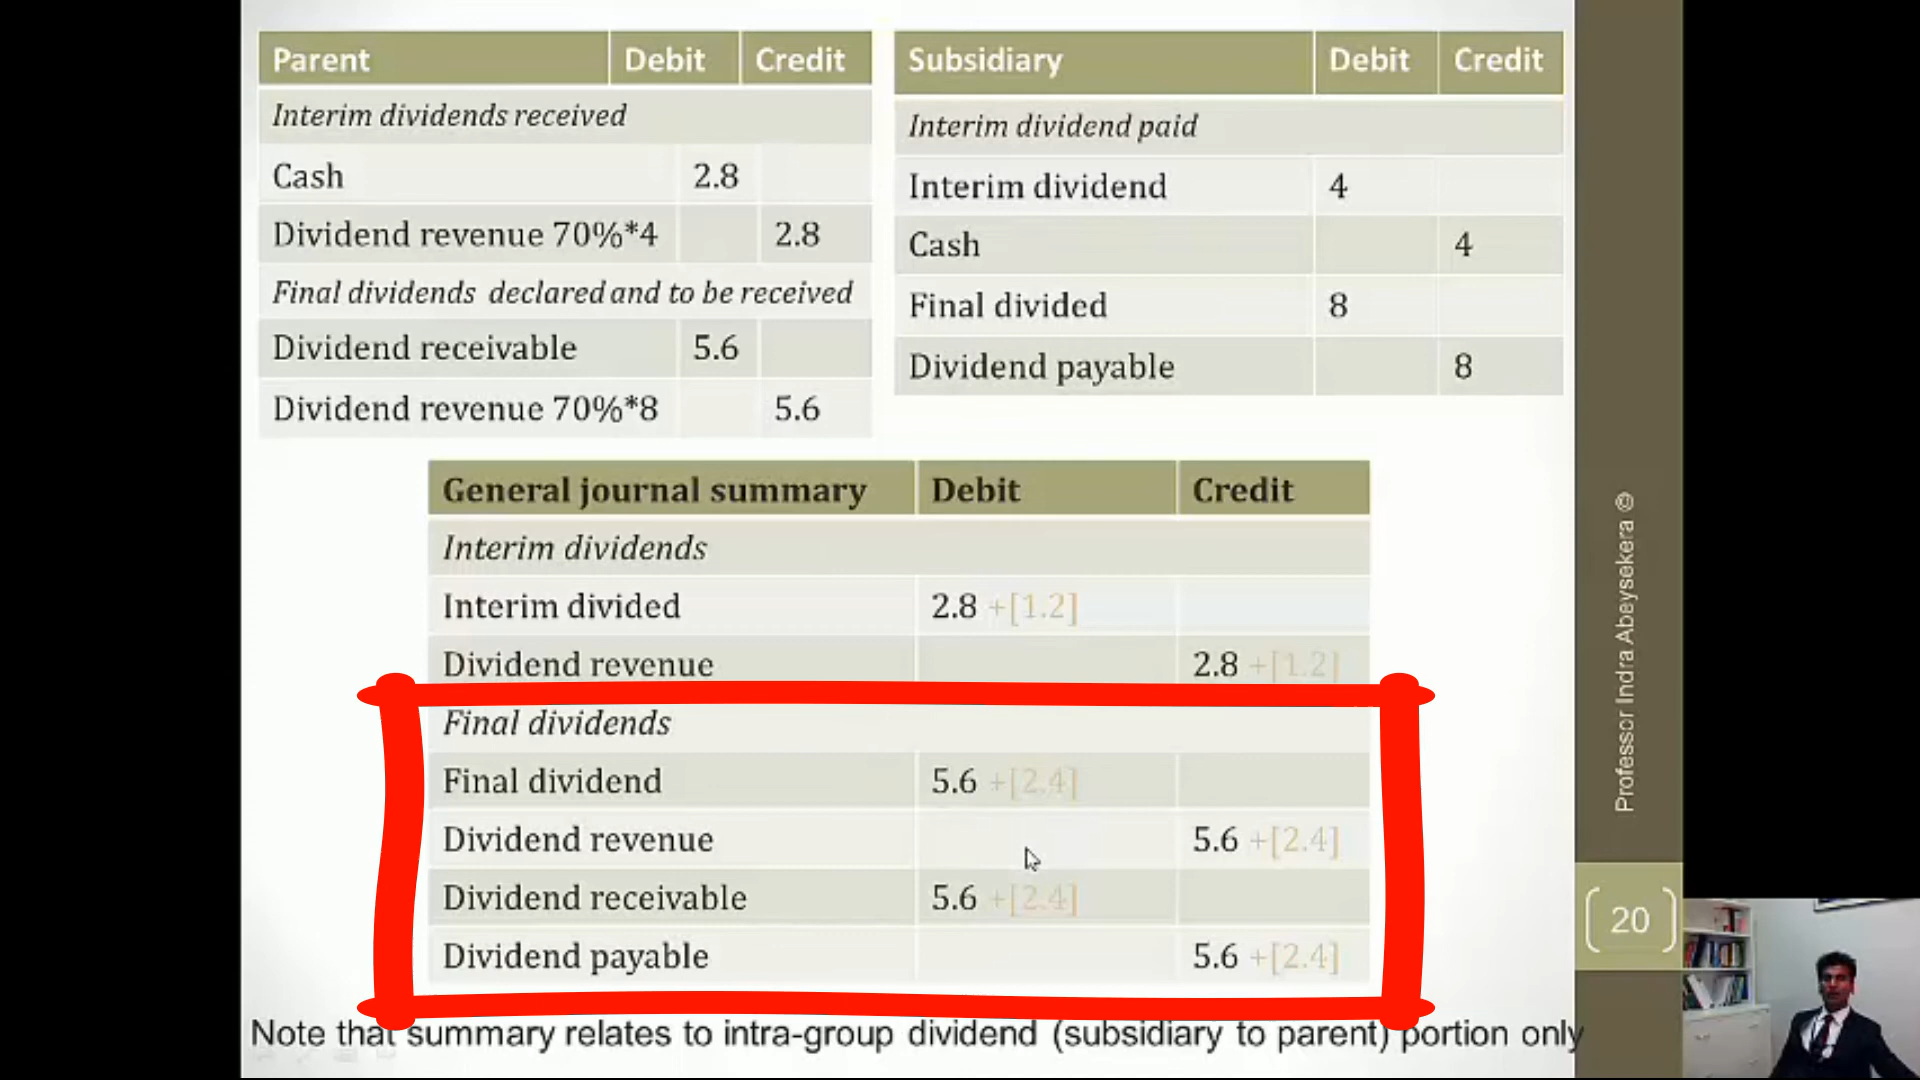 Parent Debit Credit
Interim dividends received
Cash 2.8
Dividend revenue 70%*4 2.8
Final dividends declared and to be received
Dividend receivable 5.6
Dividend revenue 70%*8 5.6
Subsidiary Debit Credit
Interim dividend paid
Interim dividend 4
Cash 4
Final divided 8
Dividend payable 8
General journal summary Debit Credit
Interim dividends
Interim divided 2.8 +[1.2]
Dividend revenue 2.8 +[1.2]
Final dividends
Final dividend 5.6 +[2.4]
Dividend revenue 5.6 +[2.4]
Dividend receivable 5.6 +[2.4]
Dividend payable 5.6 +[2.4]
Note that summary relates to intra-group dividend (subsidiary to parent) portion only
Professor Indra Abeysekera ©
20